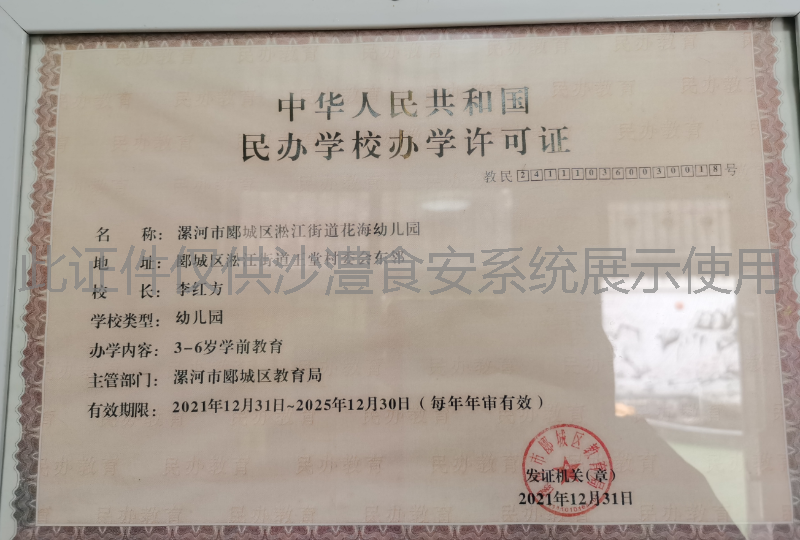 中华人民共和国
民办学校办学许可证
教民241110360030018号
名 称：漯河市郾城区淞江街道花海幼儿园
地 址：郾城区淞江街道
此证件仅供沙澧食安系统展示使用
校 长：李红方
学校类型：幼儿园
办学内容：3-6岁学前教育
主管部门：漯河市郾城区教育局
有效期限：2021年12月31日~2025年12月30日（每年年审有效）
发证机关（章）
2021年12月31日